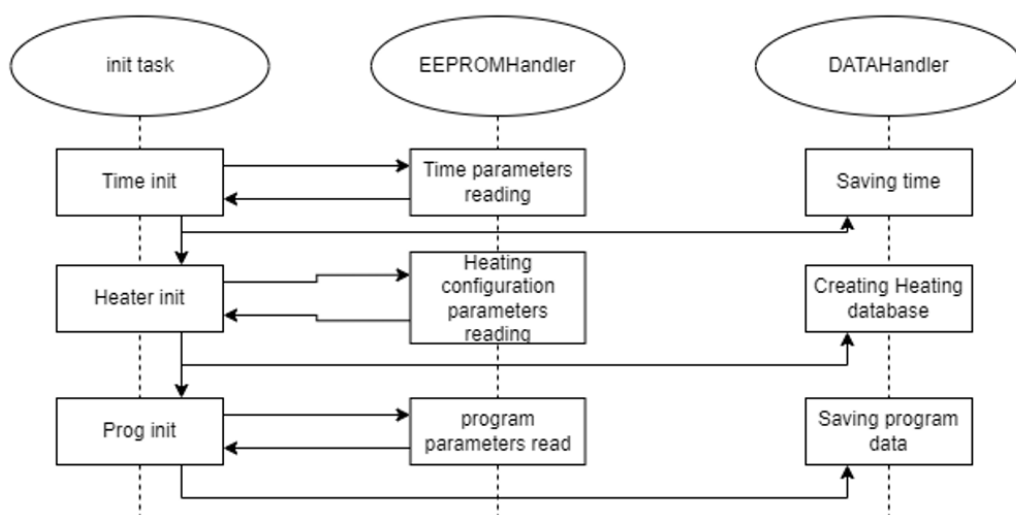 init task
EEPROMHandler
DATAHandler
Time init
Time parameters
reading
Saving time
Heater init
Heating
configuration
parameters
reading
Creating Heating
database
Prog init
program
parameters read
Saving program
data